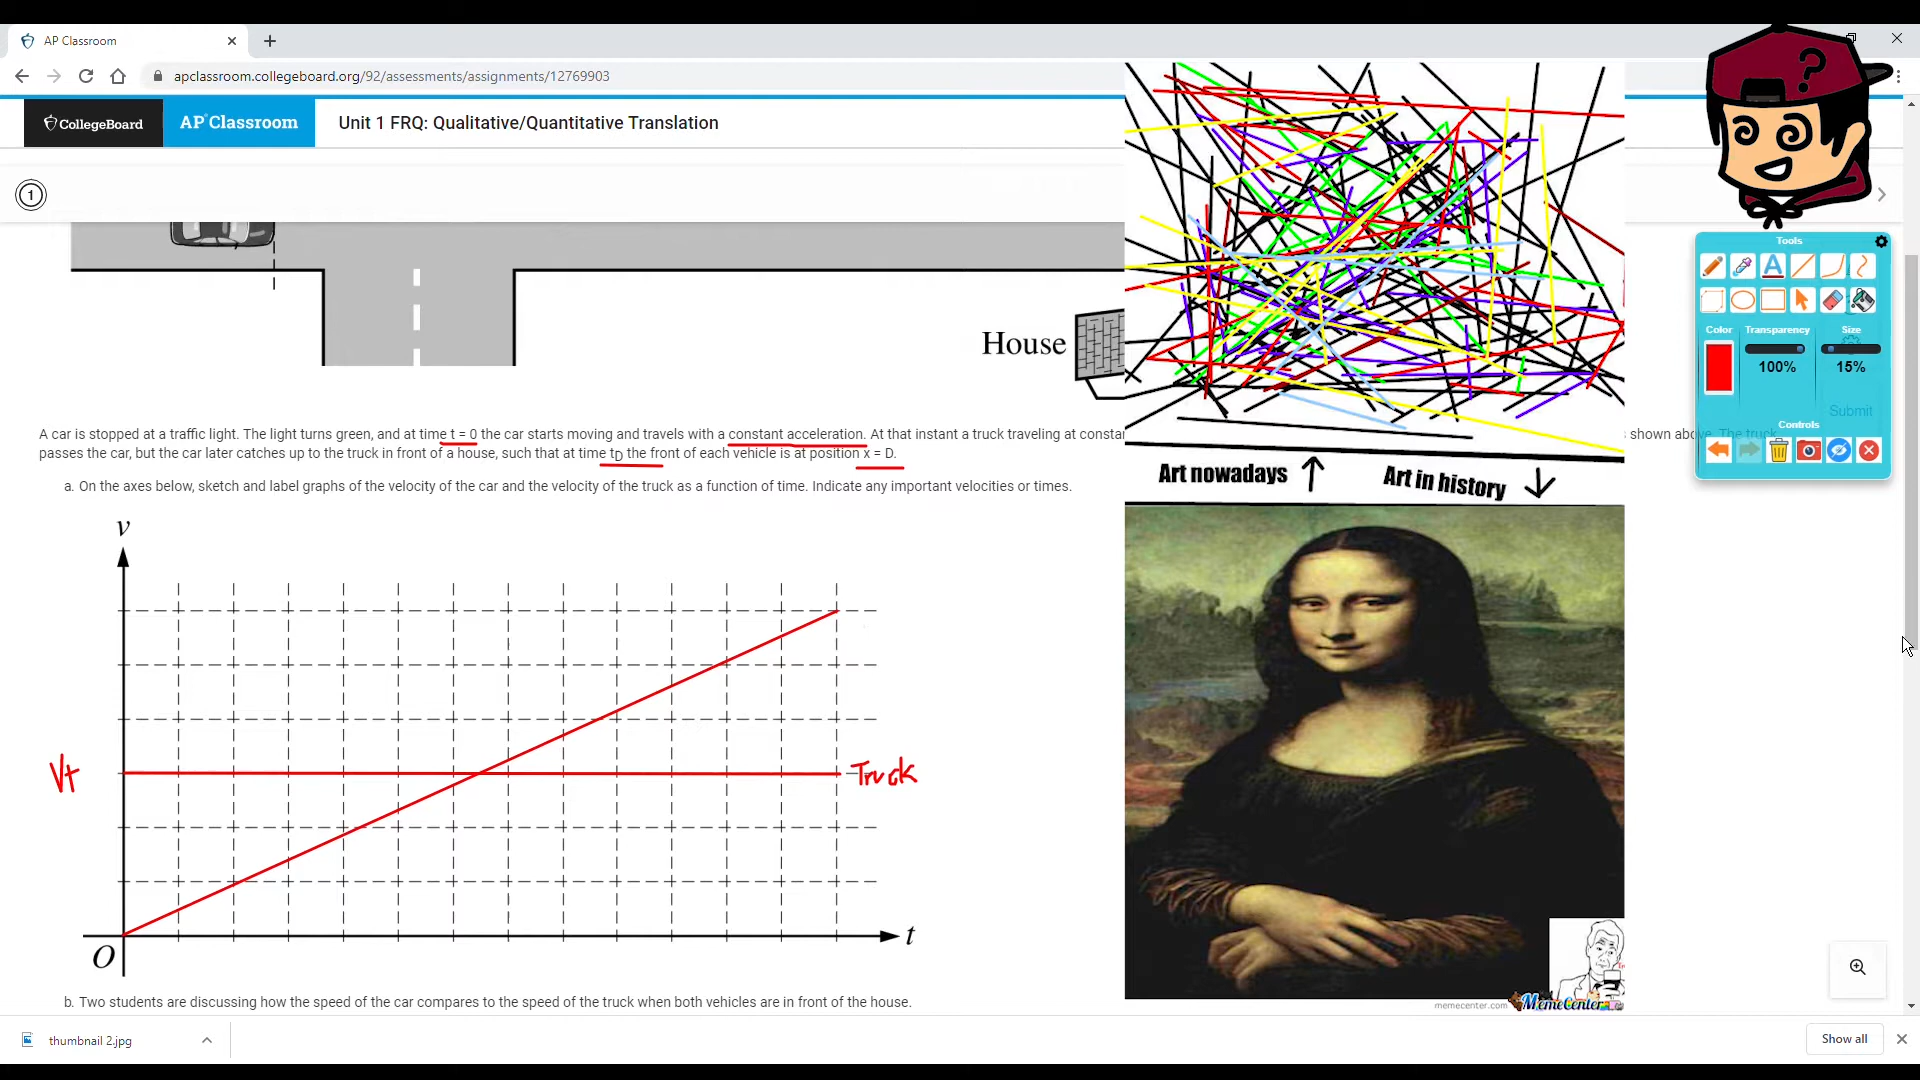 AP Classroom
apclassroom.collegeboard.org/92/assessments/assignments/12769903
CollegeBoard
AP Classroom
Unit 1 FRQ: Qualitative/Quantitative Translation
1
?
House
Tools
Color Transparency Size
100% 15%
Submit
Controls
A car is stopped at a traffic light. The light turns green, and at time t = 0 the car starts moving and travels with a constant acceleration. At that instant a truck traveling at constar
shown above. The truck
passes the car, but the car later catches up to the truck in front of a house, such that at time tD the front of each vehicle is at position x = D.
a. On the axes below, sketch and label graphs of the velocity of the car and the velocity of the truck as a function of time. Indicate any important velocities or times.
Art nowadays ↑ Art in history ↓
v
Vt
Truck
O
t
b. Two students are discussing how the speed of the car compares to the speed of the truck when both vehicles are in front of the house.
memecenter.com MemeCenter
thumbnail 2.jpg
Show all